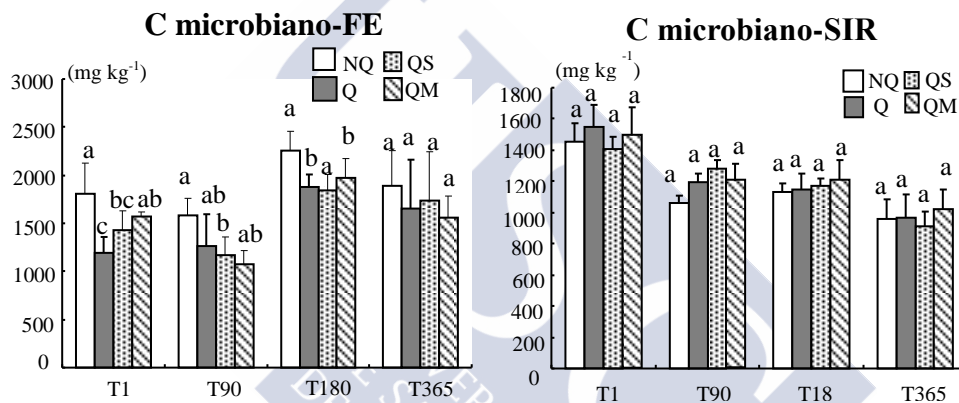 C microbiano-FE
(mg kg-1)
NQ QS
Q QM
3000
2500
2000
1500
1000
500
0
a c bc ab
a ab b ab
a b a b
a a a a
T1 T90 T180 T365
C microbiano-SIR
(mg kg -1)
NQ QS
Q QM
1800
1600
1400
1200
1000
800
600
400
200
0
a a a a
a a a a
a a a a
a a a a
T1 T90 T18 T365